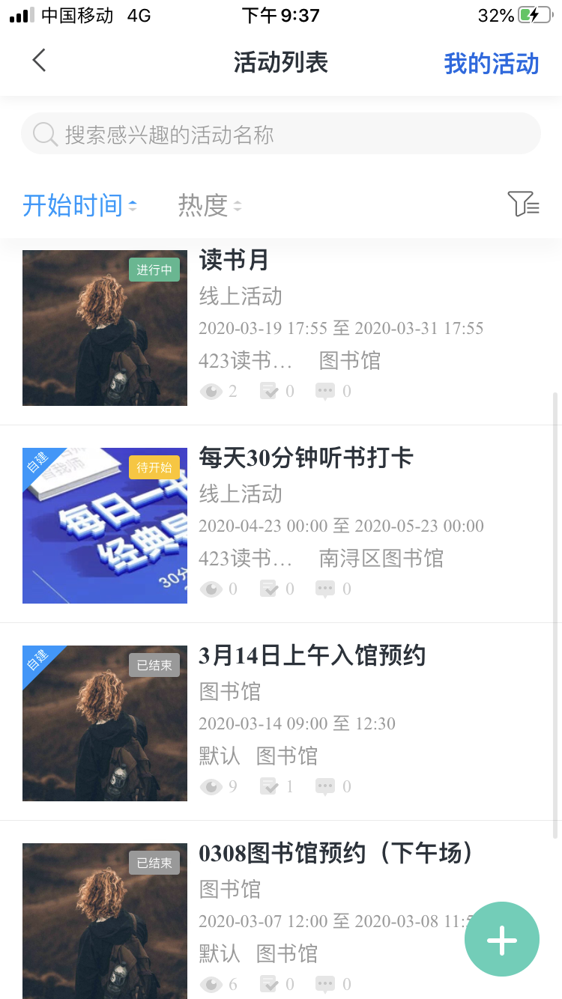 中国移动 4G 下午9:37 32%
活动列表 我的活动
搜索感兴趣的活动名称
开始时间 热度
进行中
读书月
线上活动
2020-03-19 17:55 至 2020-03-31 17:55
423读书… 图书馆
2 0 0
自建
待开始
每日一书
30分
每天30分钟听书打卡
线上活动
2020-04-23 00:00 至 2020-05-23 00:00
423读书… 南浔区图书馆
0 0 0
自建
已结束
3月14日上午入馆预约
图书馆
2020-03-14 09:00 至 12:30
默认 图书馆
9 1 0
已结束
0308图书馆预约（下午场）
图书馆
2020-03-07 12:00 至 2020-03-08 11:
默认 图书馆
6 0 0